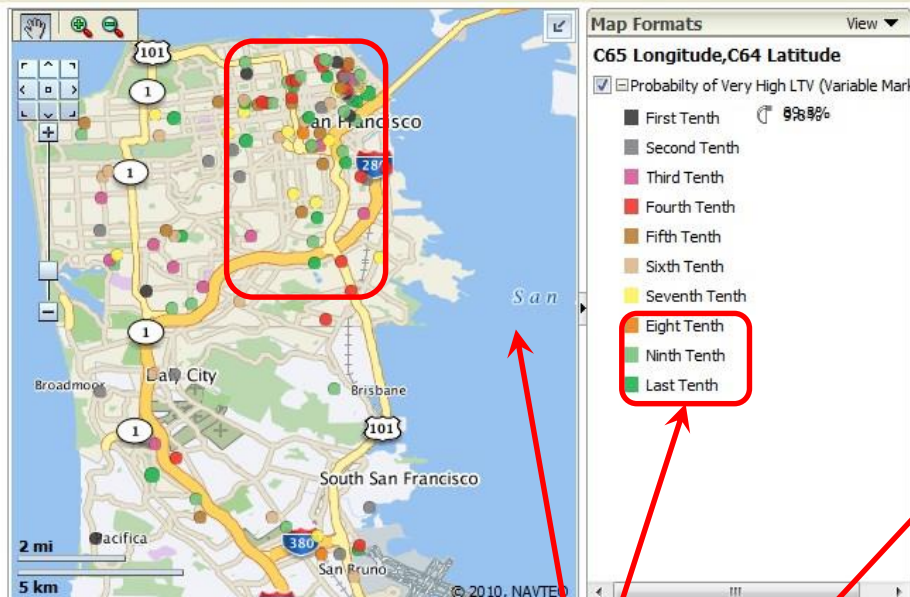 Map Formats
View
C65 Longitude,C64 Latitude
Probabilty of Very High LTV (Variable Mark
First Tenth
Second Tenth
Third Tenth
Fourth Tenth
Fifth Tenth
Sixth Tenth
Seventh Tenth
Eight Tenth
Ninth Tenth
Last Tenth
101
1
an Francisco
280
1
San
1
Broadmoor
Daly City
Brisbane
1
101
South San Francisco
Pacifica
380
San Bruno
2 mi
5 km
© 2010, NAVTEQ